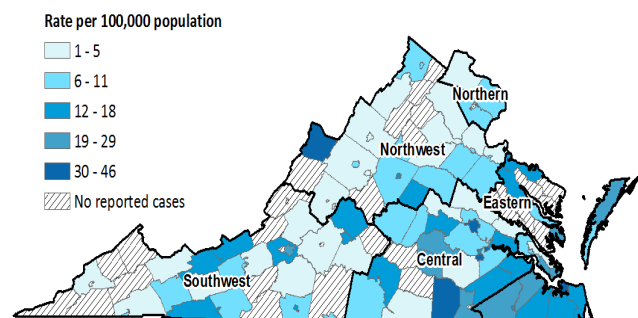 Rate per 100,000 population
1 - 5
6 - 11
12 - 18
19 - 29
30 - 46
No reported cases
Northern
Northwest
Eastern
Central
Southwest